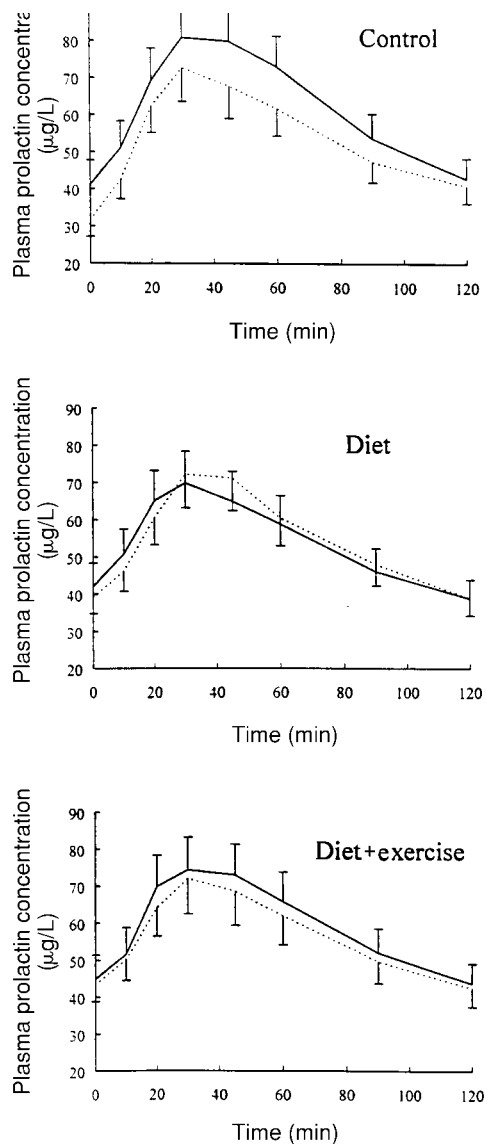 Control
Plasma prolactin concentra
(μg/L)
80
70
60
50
40
30
20
0 20 40 60 80 100 120
Time (min)
Diet
Plasma prolactin concentration
(μg/L)
90
80
70
60
50
40
30
20
0 20 40 60 80 100 120
Time (min)
Diet+exercise
Plasma prolactin concentration
(μg/L)
90
80
70
60
50
40
30
20
0 20 40 60 80 100 120
Time (min)